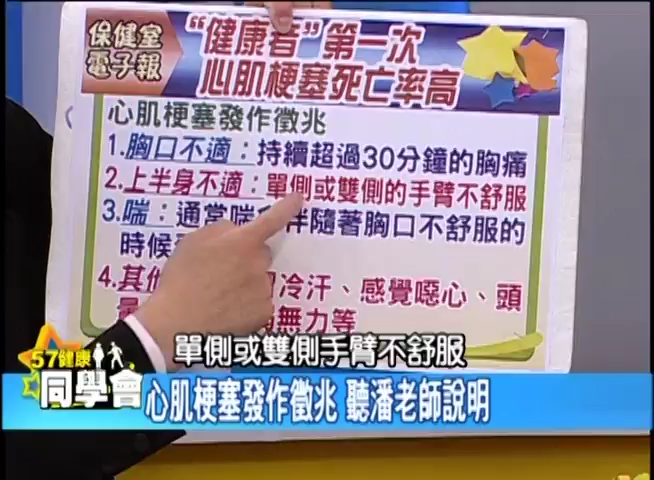 保健室
電子報
“健康者”第一次
心肌梗塞死亡率高
心肌梗塞發作徵兆
1.胸口不適：持續超過30分鐘的胸痛
2.上半身不適：單側或雙側的手臂不舒服
3.喘：通常喘 伴隨著胸口不舒服的
時候
4.其他 冷汗、感覺噁心、頭
無力等
單側或雙側手臂不舒服
57健康
同學會
心肌梗塞發作徵兆 聽潘老師說明